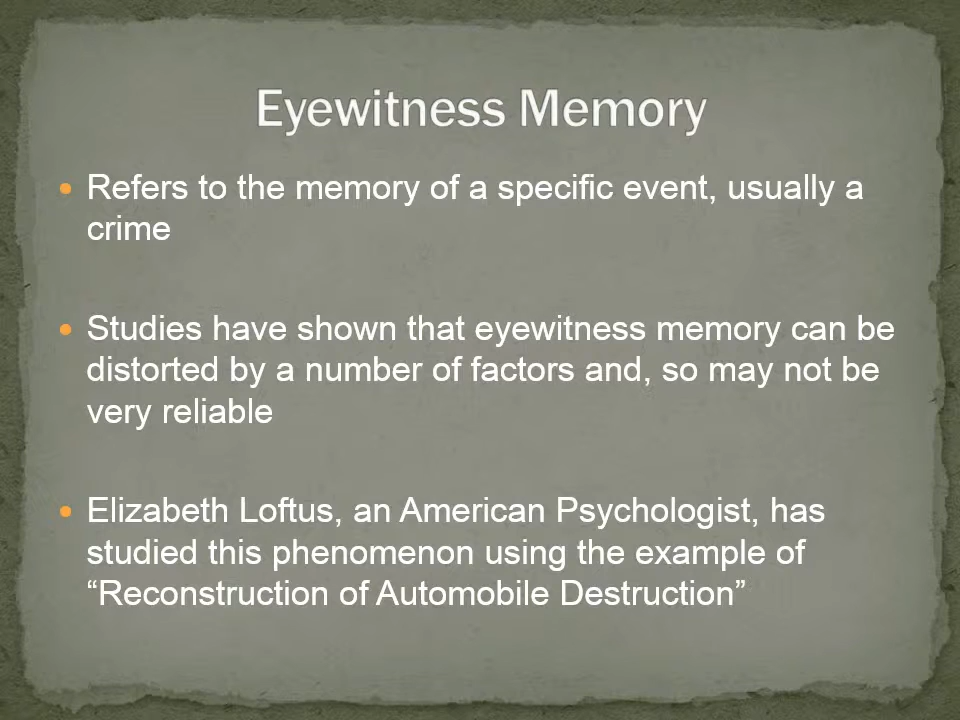 Eyewitness Memory
Refers to the memory of a specific event, usually a
crime
Studies have shown that eyewitness memory can be
distorted by a number of factors and, so may not be
very reliable
Elizabeth Loftus, an American Psychologist, has
studied this phenomenon using the example of
“Reconstruction of Automobile Destruction”